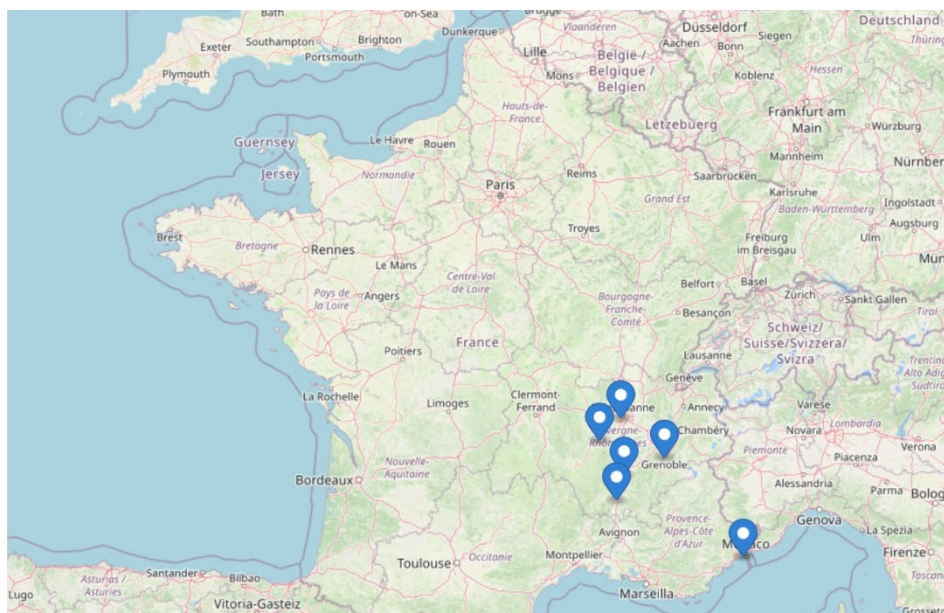 Bath
on-Sea
Exeter
Southampton
Brighton
Portsmouth
Plymouth
Dunkerque
Lille
Vlaanderen
België /
Belgique /
Belgien
Mons
Düsseldorf
Aachen
Bonn
Siegen
Koblenz
Hessen
Deutschland
Frankfurt am
Main
Würzburg
Letzebuerg
Mannheim
Saarbrücken
Karlsruhe
Ingolstadt
Baden-Württemberg
Augsburg
Ulm
Guernsey
Jersey
Le Havre
Rouen
Hauts-de-
France
Normandie
Reims
Paris
Grand Est
Troyes
Freiburg
im Breisgau
Brest
Bretagne
Rennes
Le Mans
Centre-Val
de Loire
Pays de
la Loire
Angers
Bourgogne-
Franche-
Comté
Belfort
Basel
Besançon
Zürich
Sankt Gallen
Tirol
Schweiz/
Suisse/Svizzera/
Svizra
France
Poitiers
Lausanne
Genève
Annecy
La Rochelle
Limoges
Clermont-
Ferrand
Chambéry
Grenoble
Varese
Novara
Lombardia
Piemonte
Piacenza
Verona
Alessandria
Parma
Nouvelle-
Aquitaine
Bordeaux
Avignon
Provence-
Alpes-Côte
d'Azur
Genova
La Spezia
Firenze
Toulouse
Occitanie
Montpellier
Marseille
Santander
Bilbao
Asturias /
Asturies
Lugo
Vitoria-Gasteiz